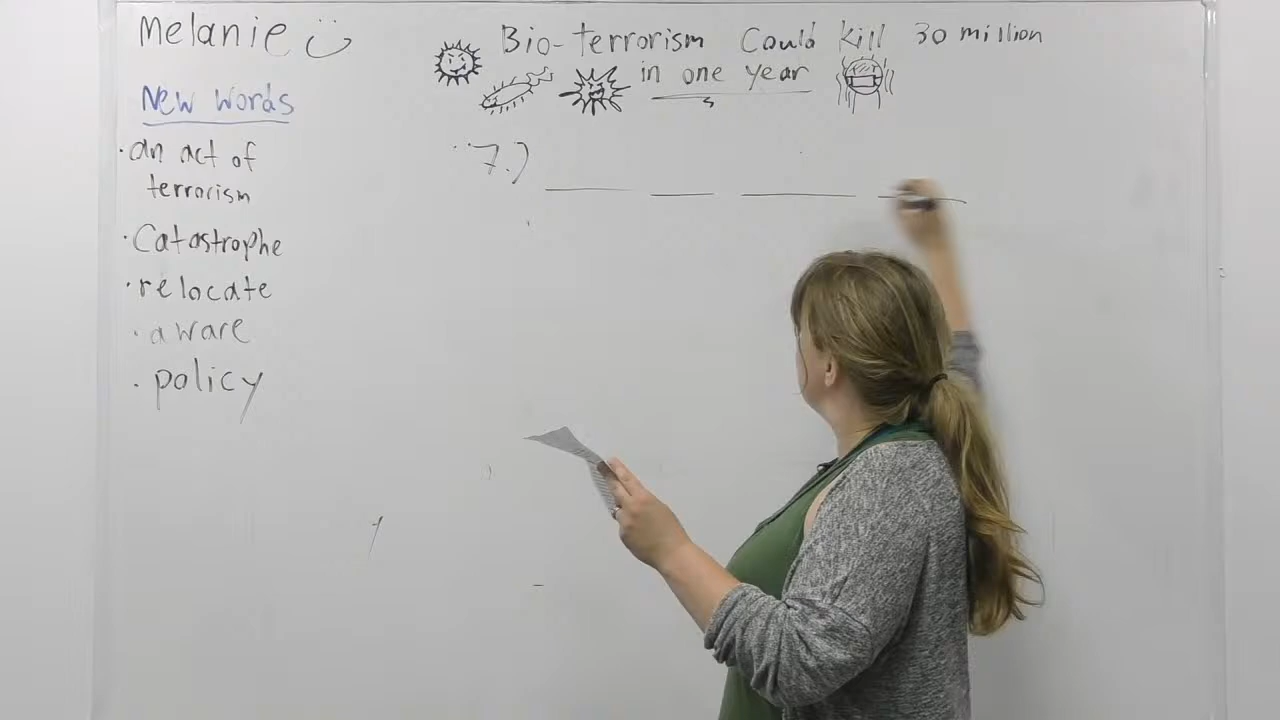 Melanie
Bio-terrorism Could Kill 30 million
in one year
New words
· an act of
terrorism
· Catastrophe
· relocate
· aware
· policy
7.)